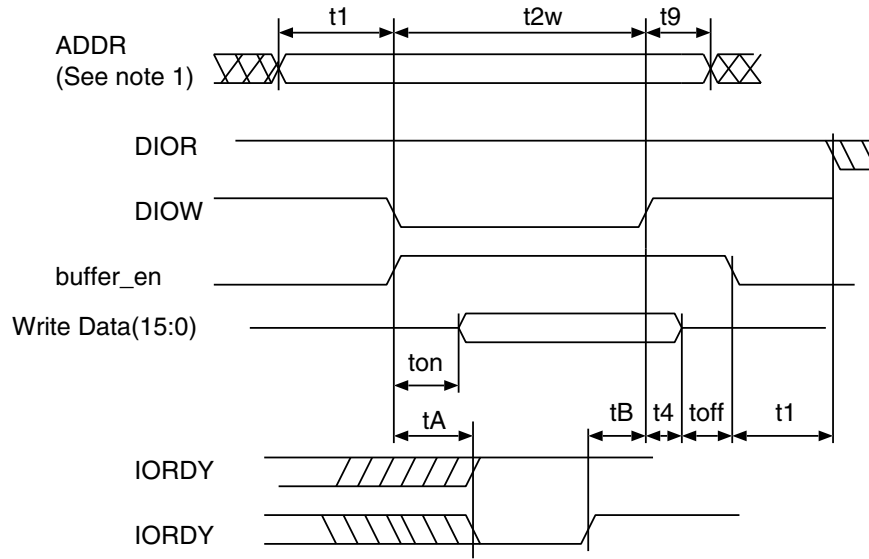 t1
t2w
t9
ADDR
(See note 1)
DIOR
DIOW
buffer_en
Write Data(15:0)
ton
tA
tB
t4
toff
t1
IORDY
IORDY